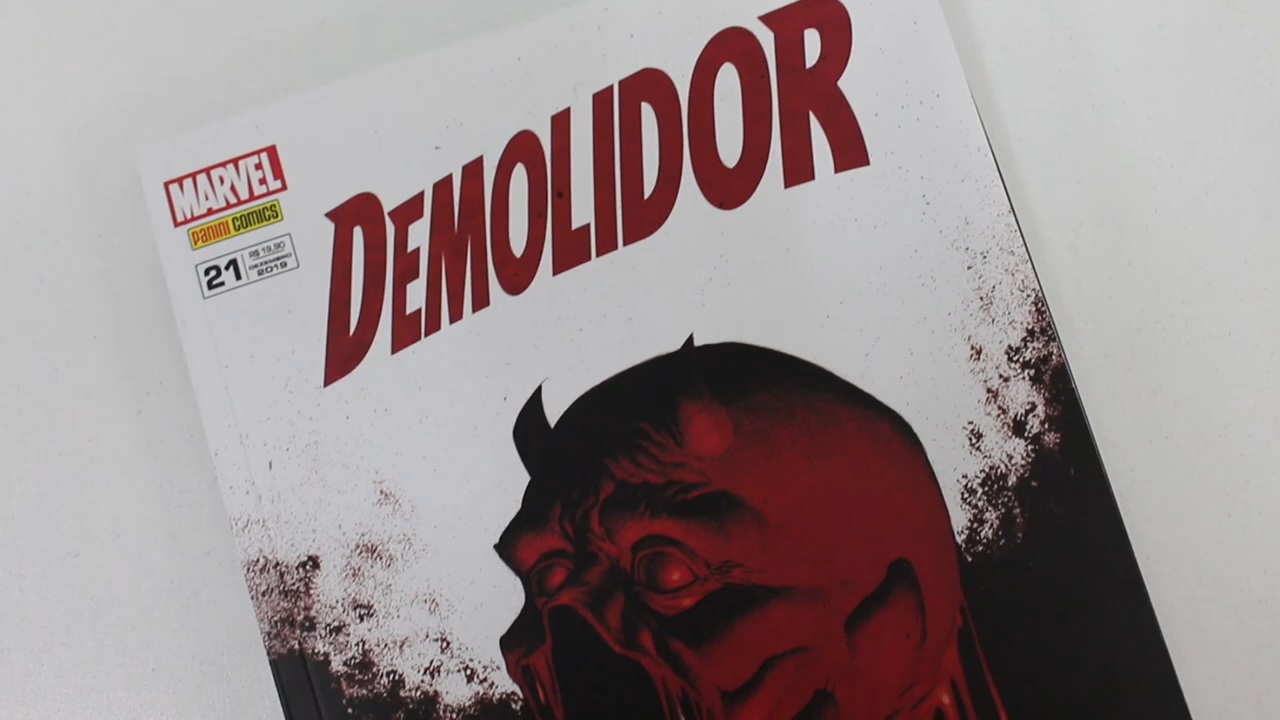 DEMOLIDOR
MARVEL
PANINI COMICS
21
R$ 19,90
DEZEMBRO
2019